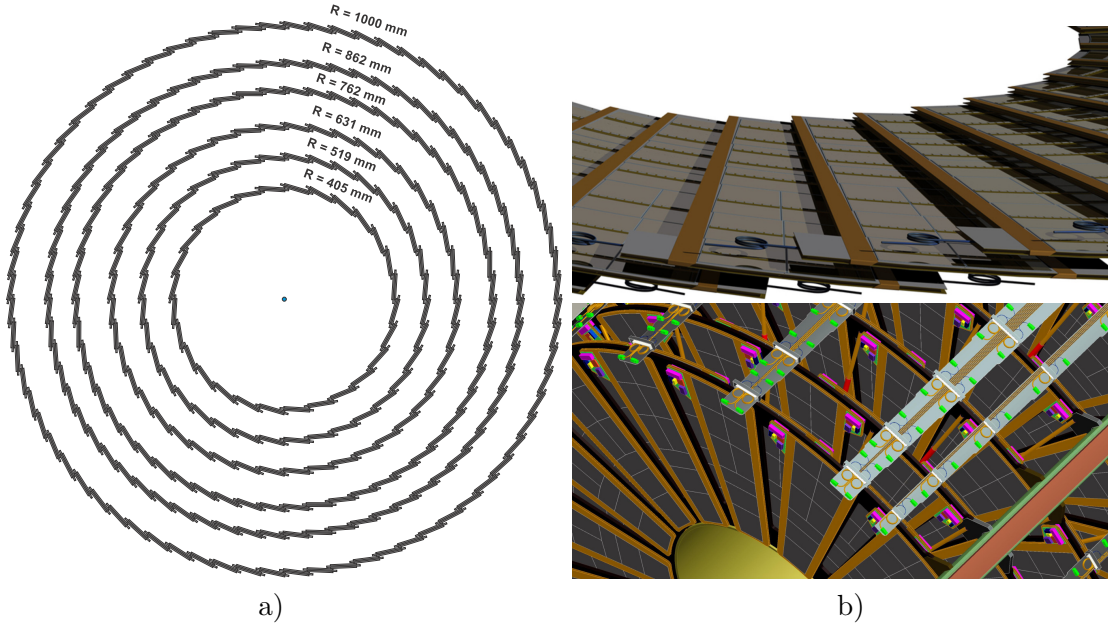 R = 1000 mm
R = 862 mm
R = 762 mm
R = 631 mm
R = 519 mm
R = 405 mm
a)
b)